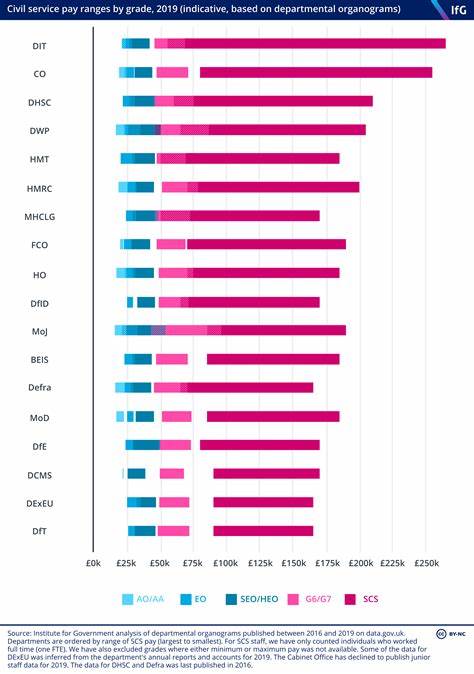 Civil service pay ranges by grade, 2019 (indicative, based on departmental organograms)
IfG
DIT
CO
DHSC
DWP
HMT
HMRC
MHCLG
FCO
HO
DfID
MoJ
BEIS
Defra
MoD
DfE
DCMS
DExEU
DfT
£0k £25k £50k £75k £100k £125k £150k £175k £200k £225k £250k
AO/AA EO SEO/HEO G6/G7 SCS
Source: Institute for Government analysis of departmental organograms published between 2016 and 2019 on data.gov.uk.
Departments are ordered by range of SCS pay (largest to smallest). For SCS staff, we have only counted individuals who worked
full time (one FTE). We have also excluded grades where either minimum or maximum pay was not available. Some of the data for
DExEU was inferred from the department's annual reports and accounts for 2019. The Cabinet Office has declined to publish junior
staff data for 2019. The data for DHSC and Defra was last published in 2016.
cc BY-NC